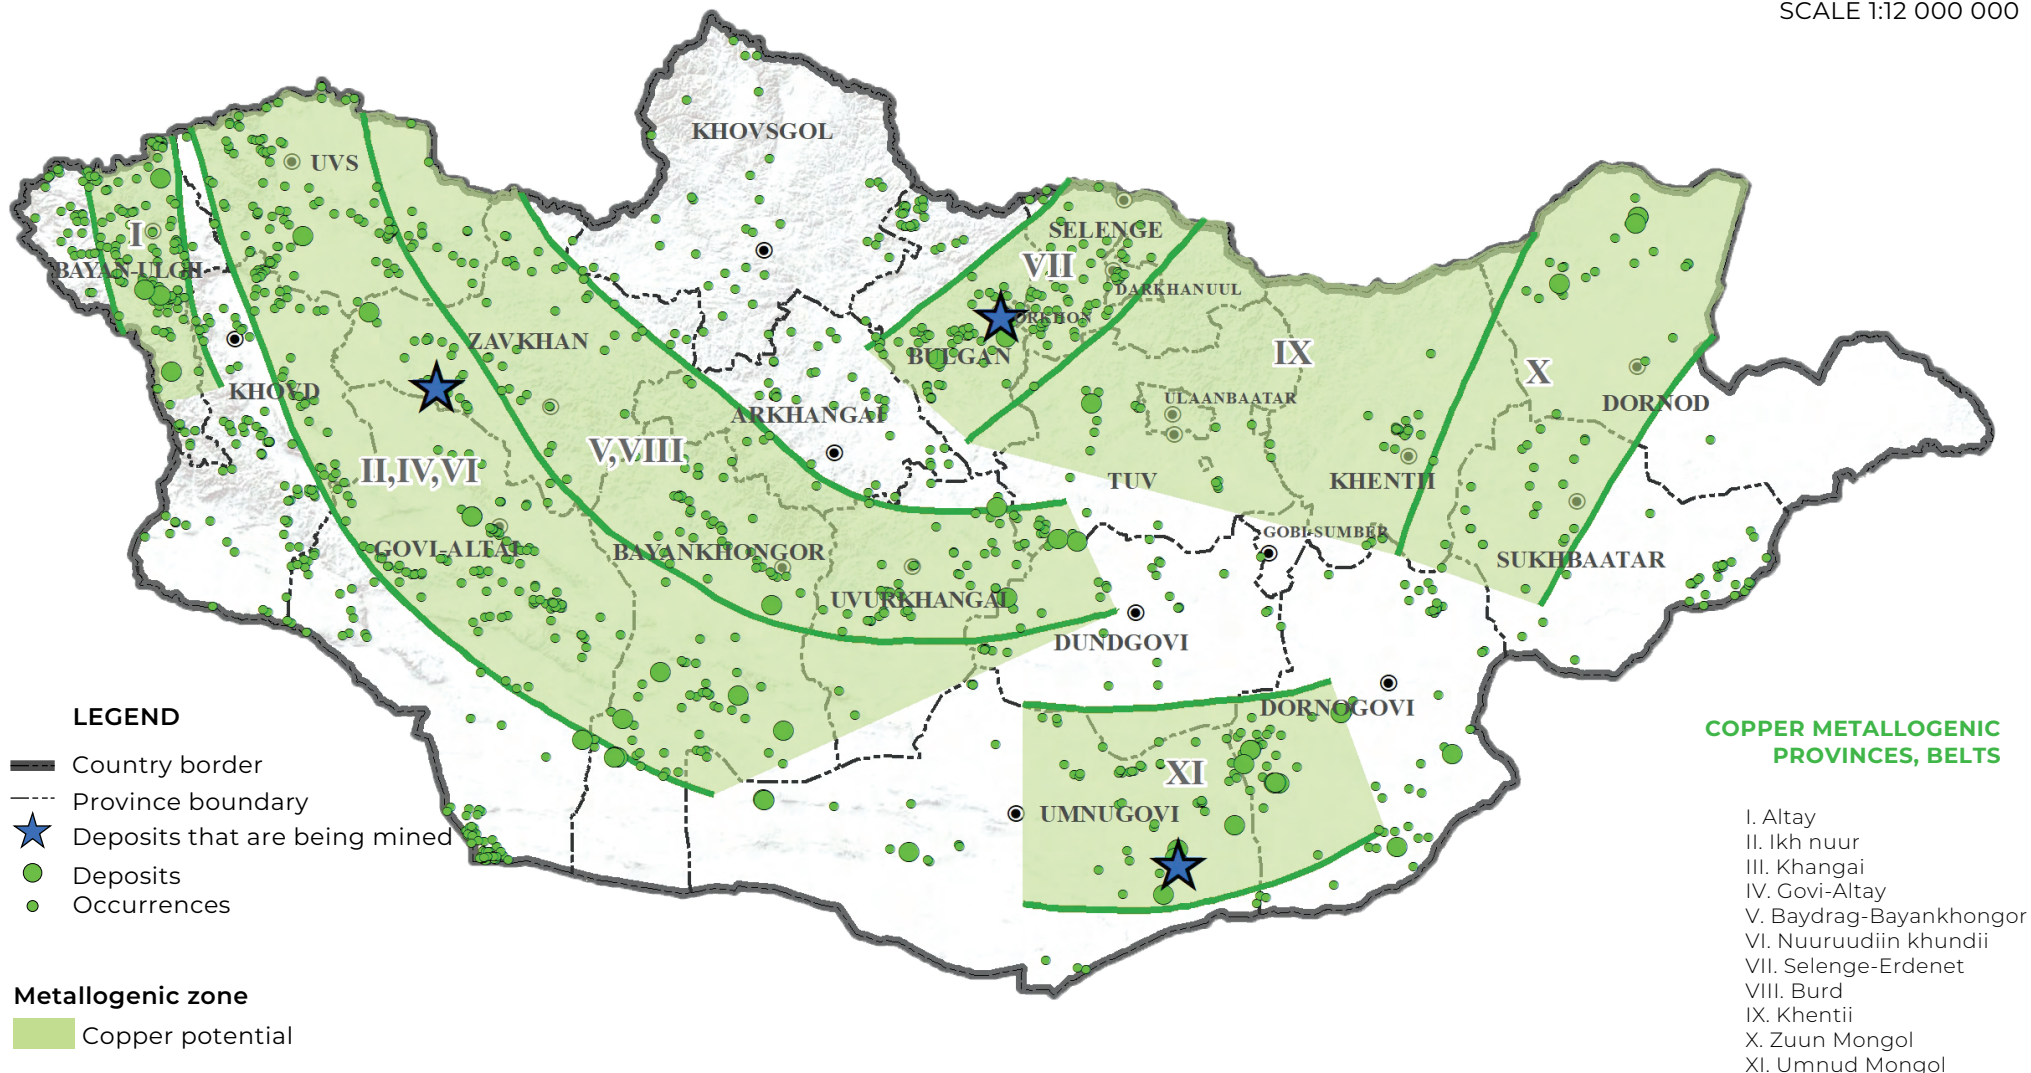 SCALE 1:12 000 000
KHOVSGOL
UVS
SELENGE
I
VII
BAYAN-ULGII
DARKHANUUL
ORKHON
ZAVKHAN
BULGAN
IX
X
KHOVD
ULAANBAATAR
DORNOD
ARKHANGAI
V,VIII
II,IV,VI
TUV
KHENTII
GOBI-SUMBER
GOVI-ALTAI
BAYANKHONGOR
SUKHBAATAR
UVURKHANGAI
DUNDGOVI
DORNOGOVI
XI
UMNUGOVI
LEGEND
Country border
Province boundary
Deposits that are being mined
Deposits
Occurrences
Metallogenic zone
Copper potential
COPPER METALLOGENIC
PROVINCES, BELTS
I. Altay
II. Ikh nuur
III. Khangai
IV. Govi-Altay
V. Baydrag-Bayankhongor
VI. Nuuruudiin khundii
VII. Selenge-Erdenet
VIII. Burd
IX. Khentii
X. Zuun Mongol
XI. Umnud Mongol